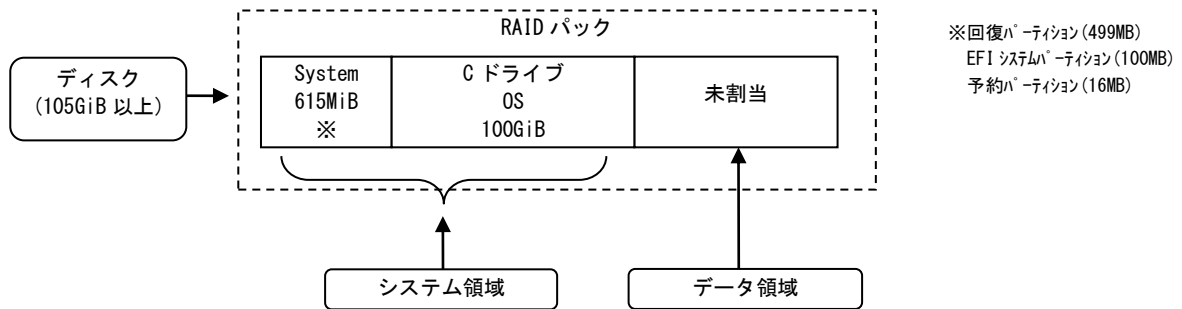 RAID パック
※回復パーティション(499MB)
EFI システムパーティション(100MB)
予約パーティション(16MB)
ディスク
(105GiB 以上)
System
615MiB
※
C ドライブ
OS
100GiB
未割当
システム領域
データ領域